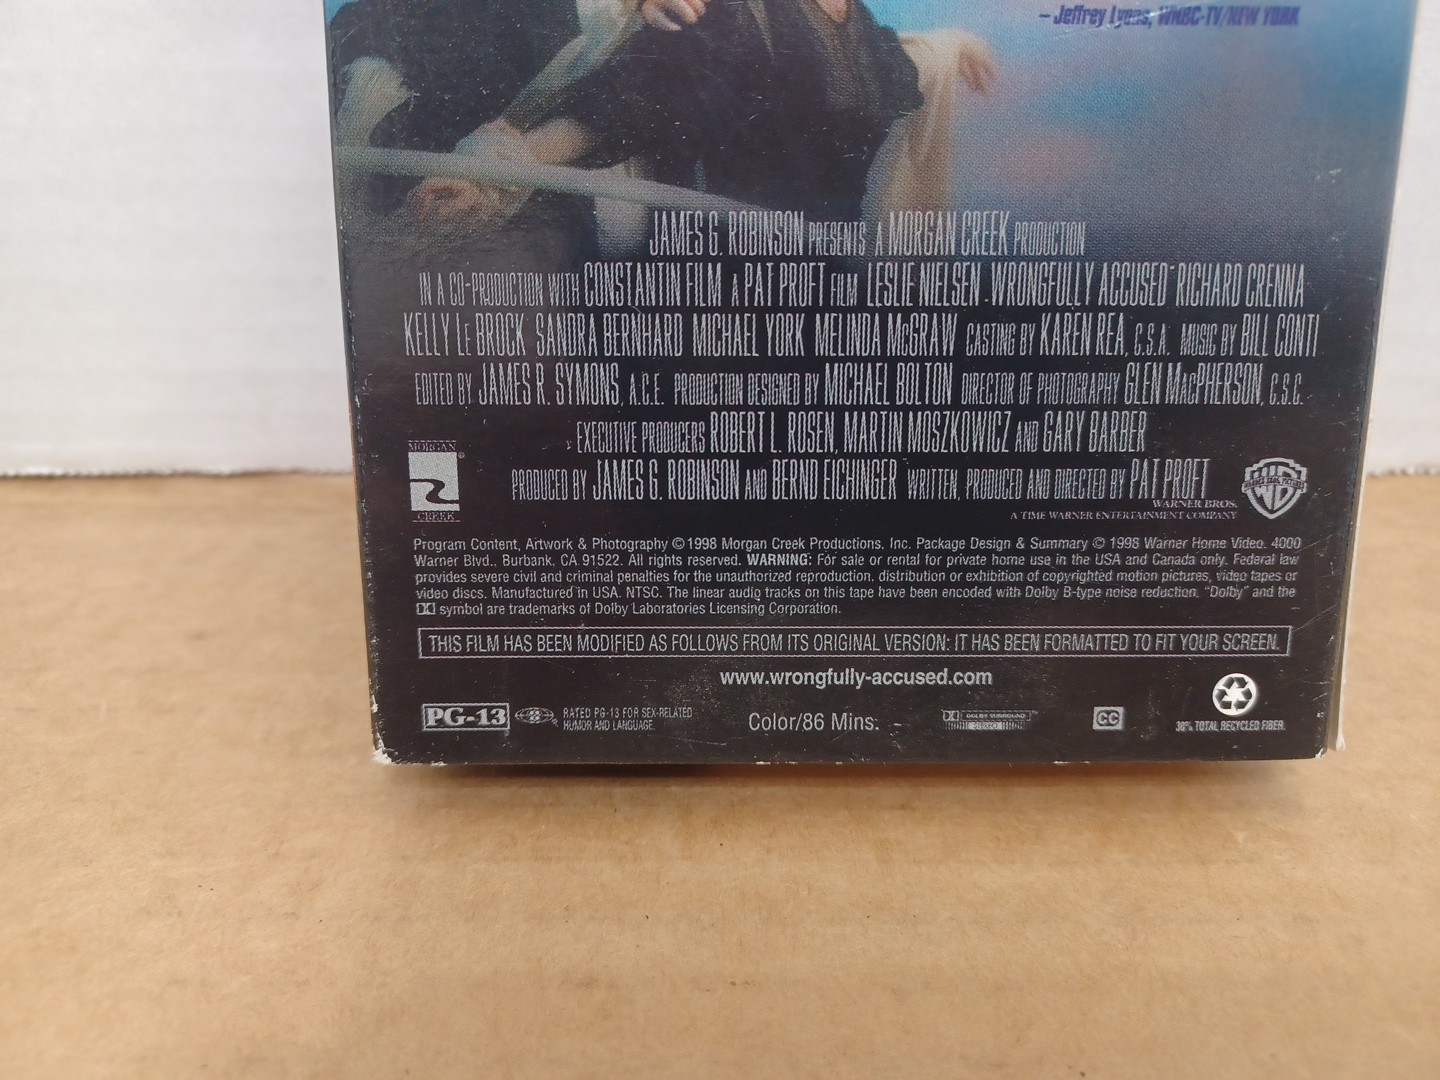 – Jeffrey Lyons, WNBC-TV/NEW YORK
JAMES G. ROBINSON PRESENTS A MORGAN CREEK PRODUCTION
IN A CO-PRODUCTION WITH CONSTANTIN FILM A PAT PROFT FILM LESLIE NIELSEN "WRONGFULLY ACCUSED" RICHARD CRENNA
KELLY LE BROCK SANDRA BERNHARD MICHAEL YORK MELINDA McGRAW CASTING BY KAREN REA, C.S.A. MUSIC BY BILL CONTI
EDITED BY JAMES R. SYMONS, A.C.E. PRODUCTION DESIGNED BY MICHAEL BOLTON DIRECTOR OF PHOTOGRAPHY GLEN MACPHERSON, C.S.C.
EXECUTIVE PRODUCERS ROBERT L. ROSEN, MARTIN MOSZKOWICZ AND GARY BARBER
PRODUCED BY JAMES G. ROBINSON AND BERND EICHINGER WRITTEN, PRODUCED AND DIRECTED BY PAT PROFT
MORGAN
CREEK
®
WARNER BROS. PICTURES
WB
WARNER BROS.
A TIME WARNER ENTERTAINMENT COMPANY
Program Content, Artwork & Photography © 1998 Morgan Creek Productions, Inc. Package Design & Summary © 1998 Warner Home Video. 4000
Warner Blvd., Burbank, CA 91522. All rights reserved. WARNING: For sale or rental for private home use in the USA and Canada only. Federal law
provides severe civil and criminal penalties for the unauthorized reproduction, distribution or exhibition of copyrighted motion pictures, video tapes or
video discs. Manufactured in USA. NTSC. The linear audio tracks on this tape have been encoded with Dolby B-type noise reduction. "Dolby" and the
symbol are trademarks of Dolby Laboratories Licensing Corporation.
THIS FILM HAS BEEN MODIFIED AS FOLLOWS FROM ITS ORIGINAL VERSION: IT HAS BEEN FORMATTED TO FIT YOUR SCREEN.
www.wrongfully-accused.com
PG-13
RATED PG-13 FOR SEX-RELATED
HUMOR AND LANGUAGE.
Color/86 Mins.
DOLBY SURROUND
STEREO
CC
30% TOTAL RECYCLED FIBER.